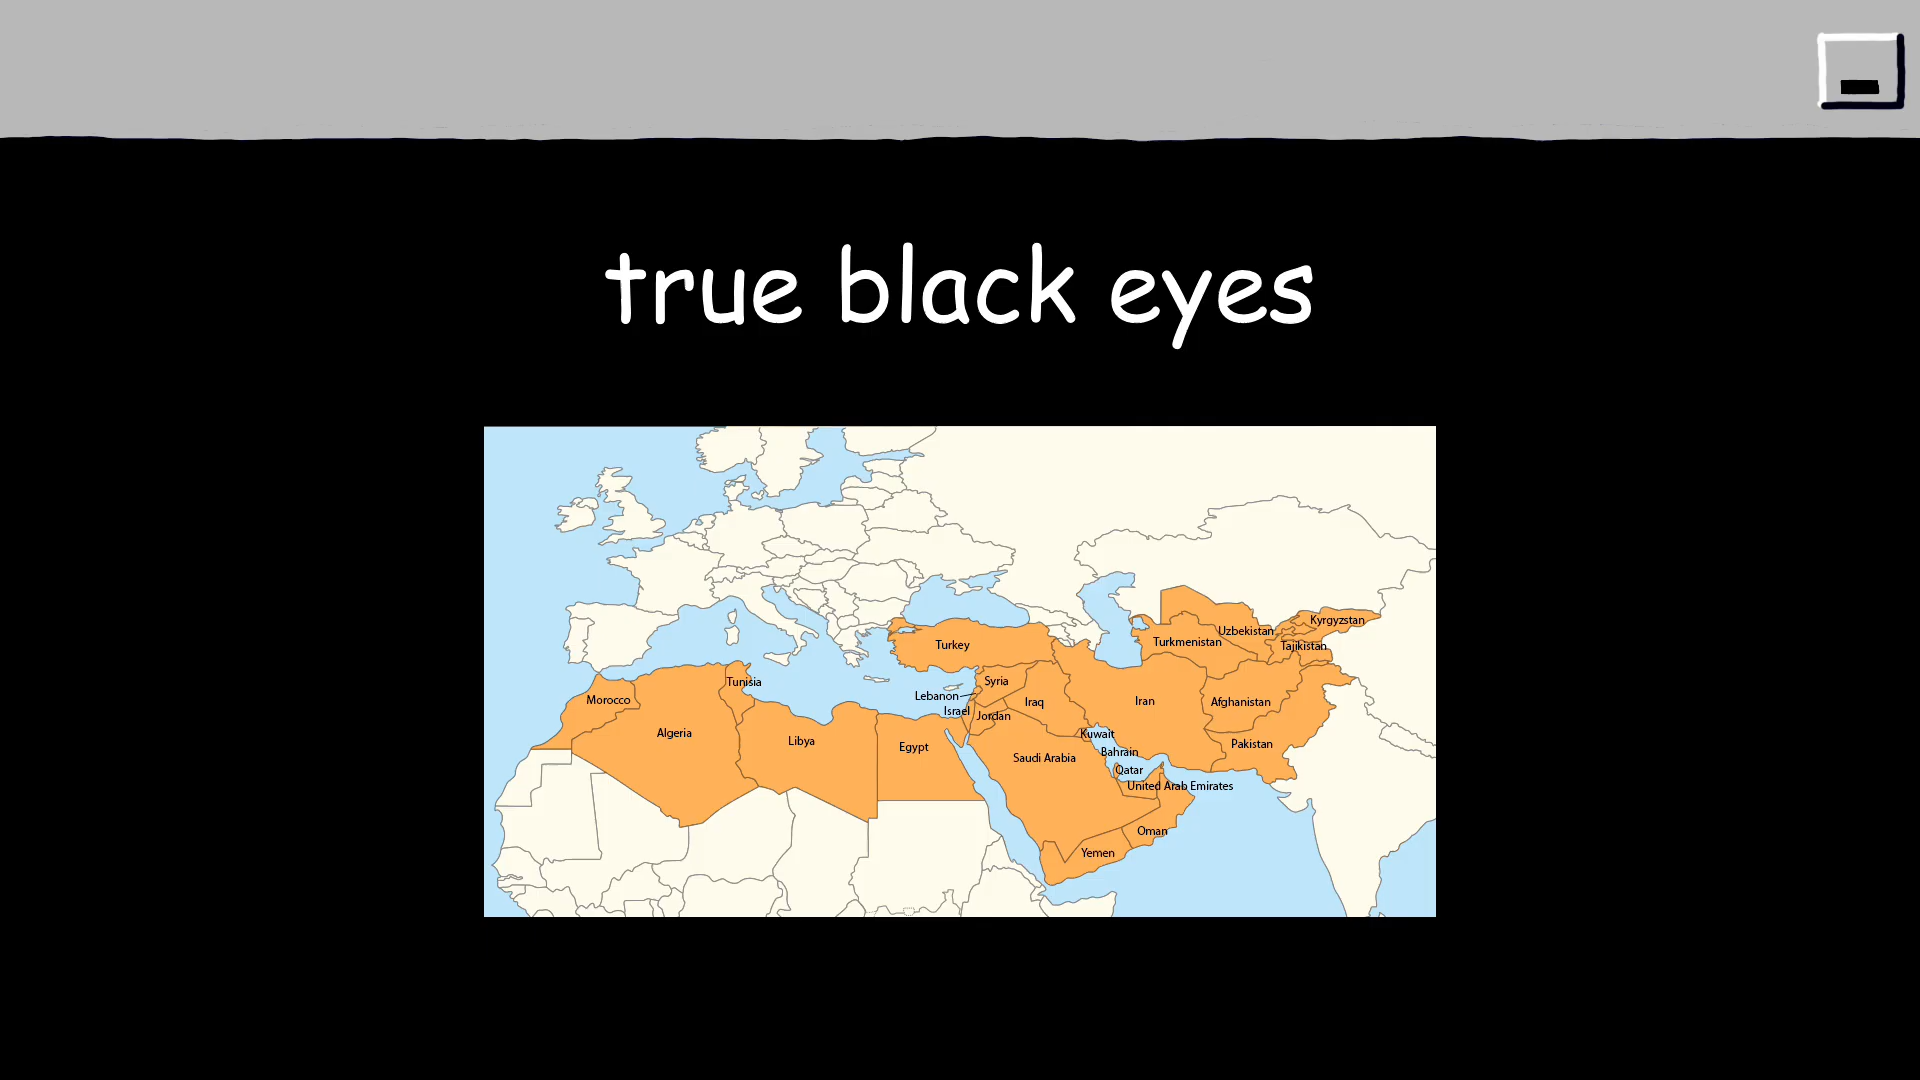 true black eyes
Kyrgyzstan
Uzbekistan
Turkmenistan
Tajikistan
Turkey
Tunisia
Syria
Lebanon
Morocco
Iraq
Iran
Afghanistan
Israel
Jordan
Algeria
Libya
Egypt
Kuwait
Pakistan
Bahrain
Saudi Arabia
Qatar
United Arab Emirates
Oman
Yemen